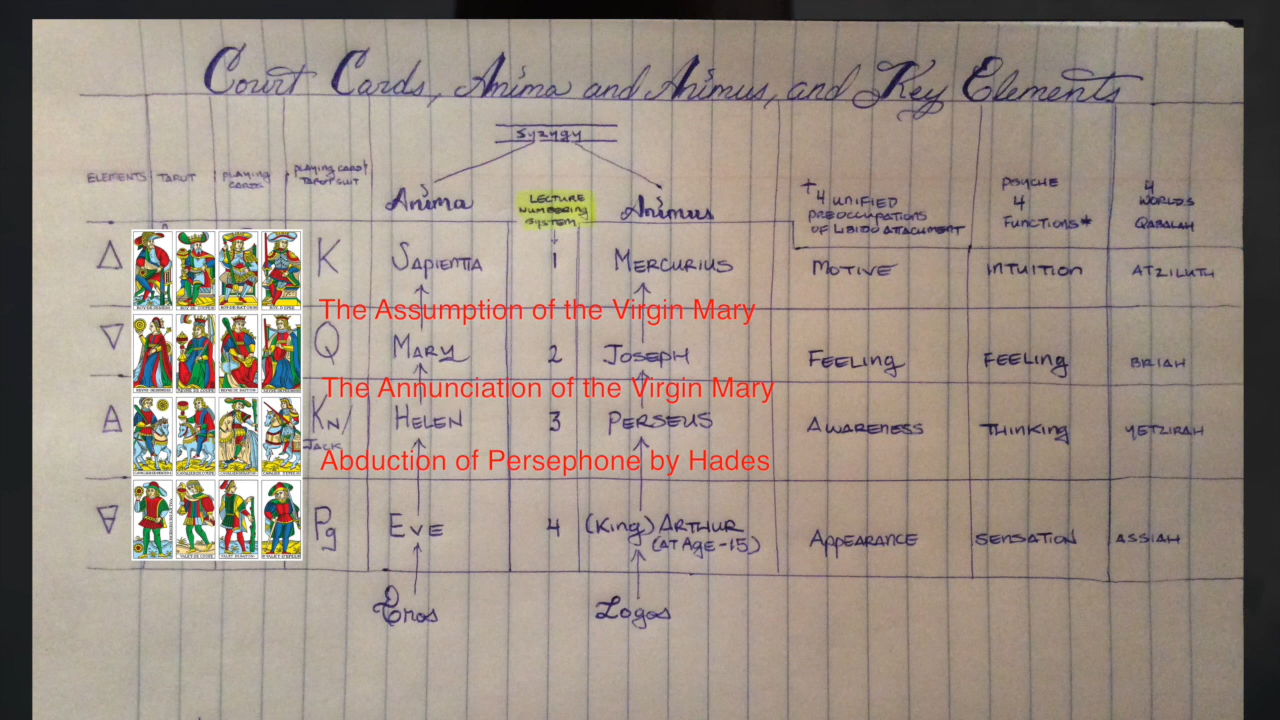 Court Cards, Anima and Animus, and Key Elements
Syzygy
ELEMENTS TAROT PLAYING CARDS PLAYING CARD/ TAROT SUIT
Anima
LECTURE
NUMBERING
SYSTEM
Animus
+
4 UNIFIED
PREOCCUPATIONS
OF LIBIDO ATTACHMENT
PSYCHE
4
FUNCTIONS*
4
WORLDS
QABALAH
K SAPIENTIA 1 MERCURIUS MOTIVE INTUITION ATZILUTH
The Assumption of the Virgin Mary
Q MARY 2 JOSEPH FEELING FEELING BRIAH
The Annunciation of the Virgin Mary
KN/ HELEN 3 PERSEUS AWARENESS THINKING YETZIRAH
JACK
Abduction of Persephone by Hades
Pg EVE 4 (King) ARTHUR APPEARANCE SENSATION ASSIAH
(AT AGE-15)
Eros Logos